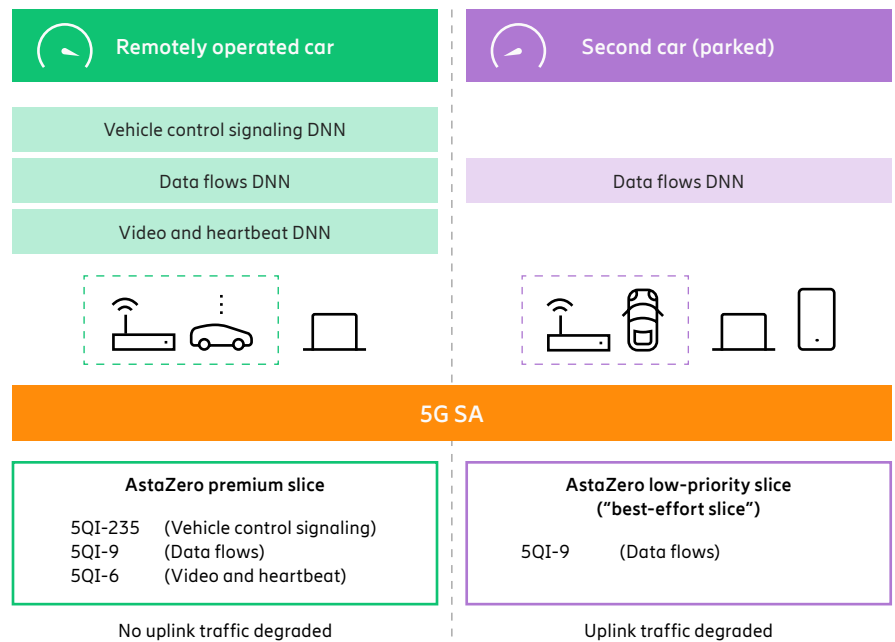 Remotely operated car
Second car (parked)
Vehicle control signaling DNN
Data flows DNN
Data flows DNN
Video and heartbeat DNN
5G SA
AstaZero premium slice
5QI-235 (Vehicle control signaling)
5QI-9 (Data flows)
5QI-6 (Video and heartbeat)
No uplink traffic degraded
AstaZero low-priority slice
(“best-effort slice”)
5QI-9 (Data flows)
Uplink traffic degraded